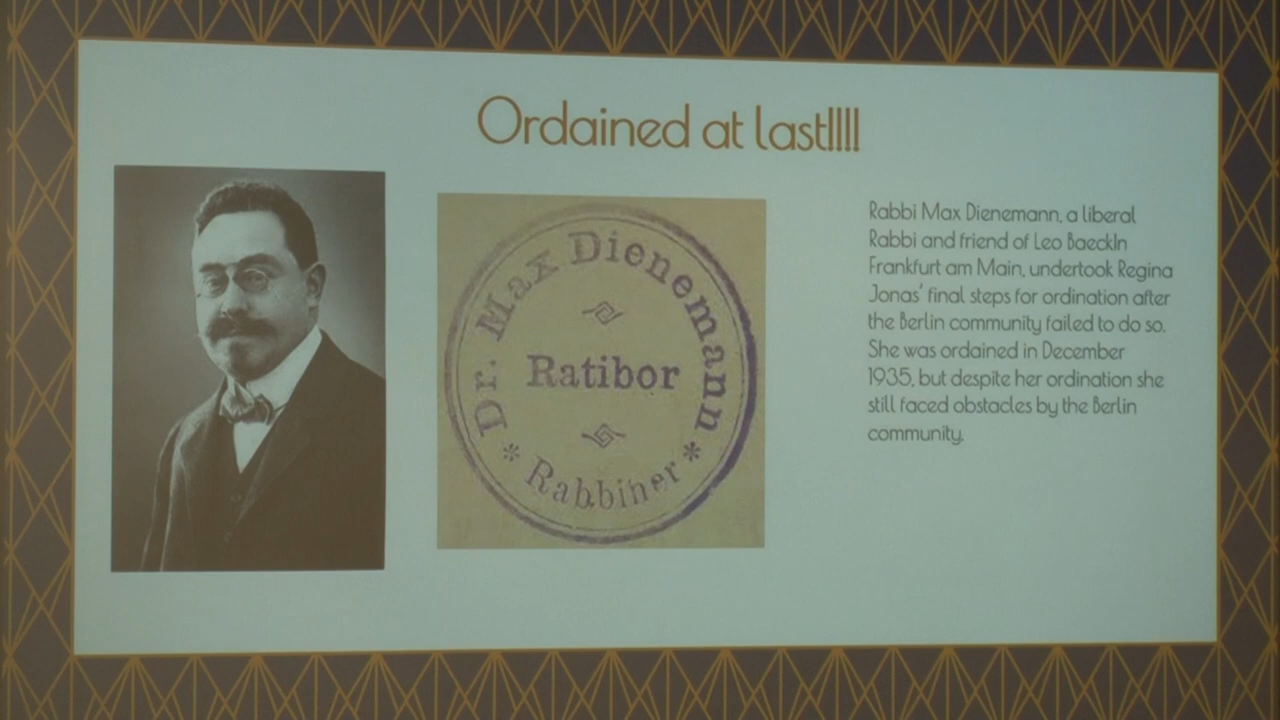 Ordained at last!!!!
Dr. Max Dienemann
Ratibor
* Rabbiner *
Rabbi Max Dienemann, a liberal
Rabbi and friend of Leo BaeckIn
Frankfurt am Main, undertook Regina
Jonas' final steps for ordination after
the Berlin community failed to do so.
She was ordained in December
1935, but despite her ordination she
still faced obstacles by the Berlin
community.